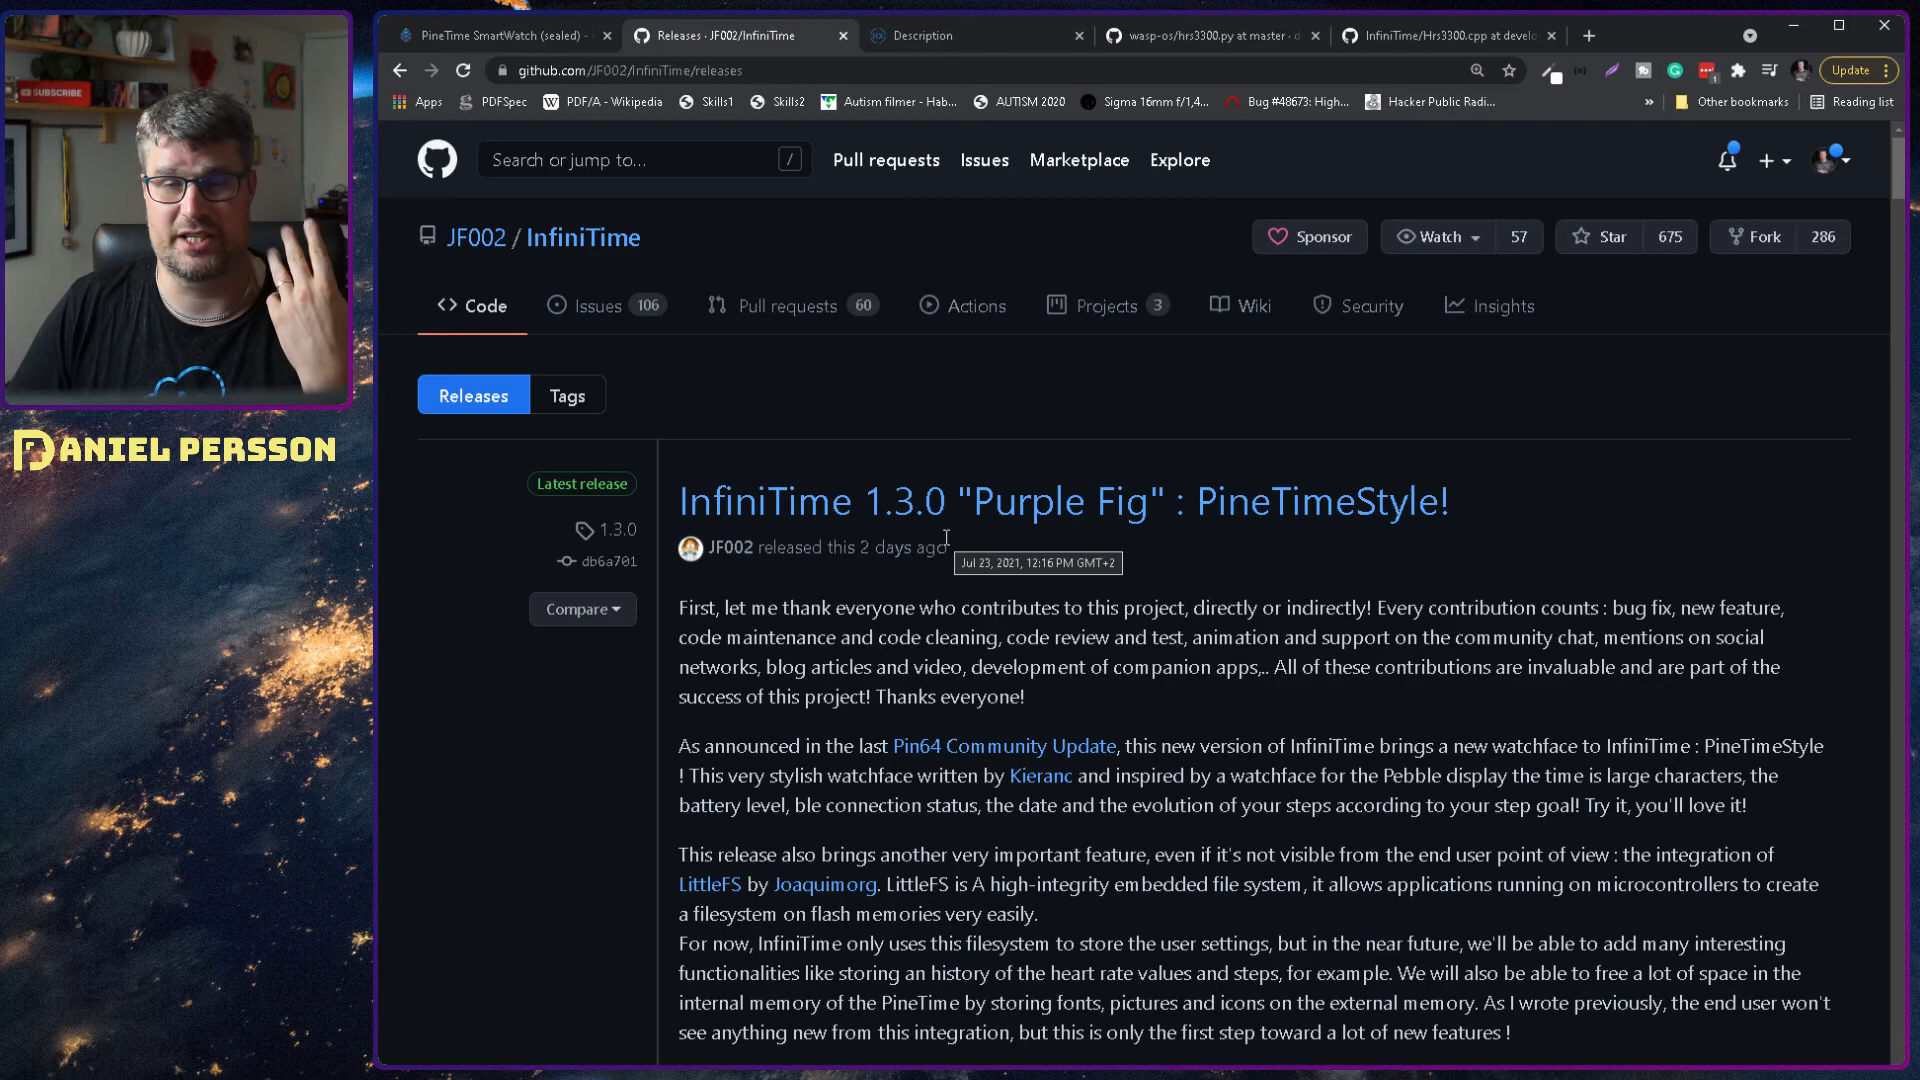 SUBSCRIBE
DANIEL PERSSON
PineTime SmartWatch (sealed) -
Releases · JF002/InfiniTime
Description
wasp-os/hrs3300.py at master · d
InfiniTime/Hrs3300.cpp at develo
github.com/JF002/InfiniTime/releases
Update
Apps
PDFSpec
PDF/A - Wikipedia
Skills1
Skills2
Autism filmer - Hab...
AUTISM 2020
Sigma 16mm f/1,4...
Bug #48673: High...
Hacker Public Radi...
»
Other bookmarks
Reading list
Search or jump to...
/
Pull requests
Issues
Marketplace
Explore
JF002 / InfiniTime
Sponsor
Watch 57
Star 675
Fork 286
Code
Issues 106
Pull requests 60
Actions
Projects 3
Wiki
Security
Insights
Releases
Tags
Latest release
1.3.0
db6a701
Compare
InfiniTime 1.3.0 "Purple Fig" : PineTimeStyle!
JF002 released this 2 days ago
Jul 23, 2021, 12:16 PM GMT+2
First, let me thank everyone who contributes to this project, directly or indirectly! Every contribution counts : bug fix, new feature,
code maintenance and code cleaning, code review and test, animation and support on the community chat, mentions on social
networks, blog articles and video, development of companion apps,.. All of these contributions are invaluable and are part of the
success of this project! Thanks everyone!
As announced in the last Pin64 Community Update, this new version of InfiniTime brings a new watchface to InfiniTime : PineTimeStyle
! This very stylish watchface written by Kieranc and inspired by a watchface for the Pebble display the time is large characters, the
battery level, ble connection status, the date and the evolution of your steps according to your step goal! Try it, you'll love it!
This release also brings another very important feature, even if it's not visible from the end user point of view : the integration of
LittleFS by Joaquimorg. LittleFS is A high-integrity embedded file system, it allows applications running on microcontrollers to create
a filesystem on flash memories very easily.
For now, InfiniTime only uses this filesystem to store the user settings, but in the near future, we'll be able to add many interesting
functionalities like storing an history of the heart rate values and steps, for example. We will also be able to free a lot of space in the
internal memory of the PineTime by storing fonts, pictures and icons on the external memory. As I wrote previously, the end user won't
see anything new from this integration, but this is only the first step toward a lot of new features !